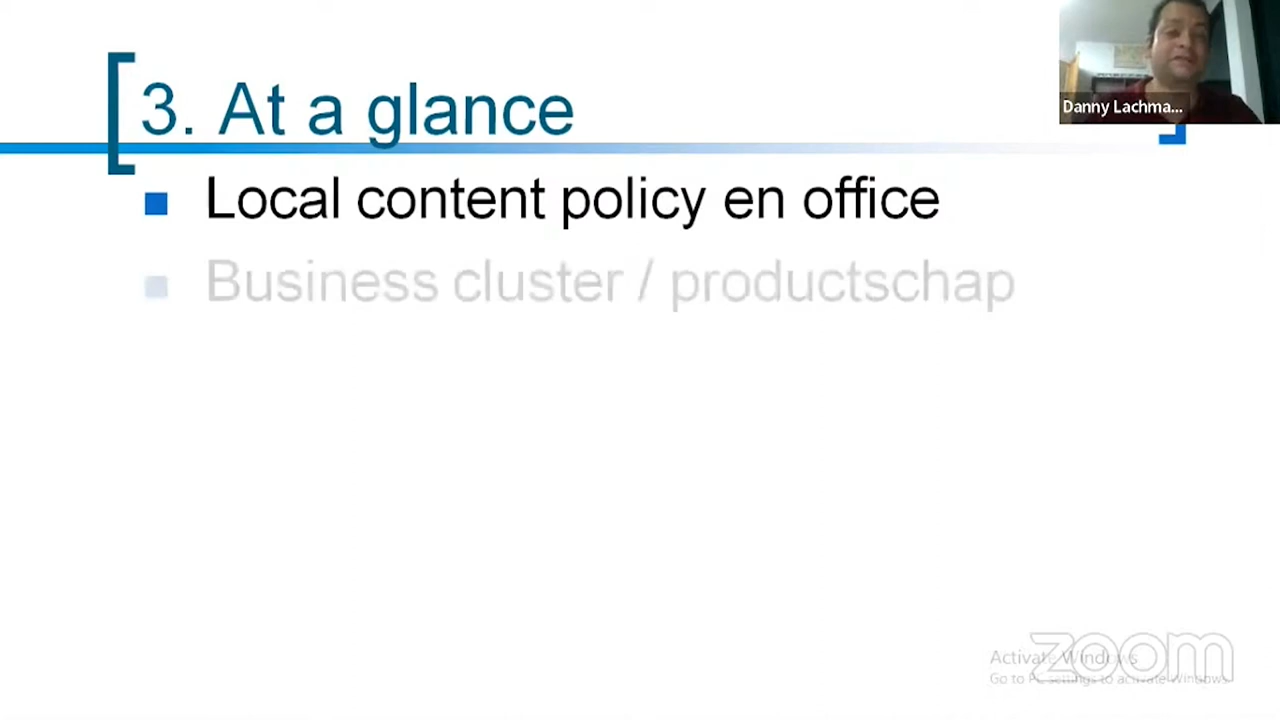 3. At a glance
Danny Lachma...
Local content policy en office
Business cluster / productschap
zoom
Activate Windows
Go to PC settings to activate Windows.